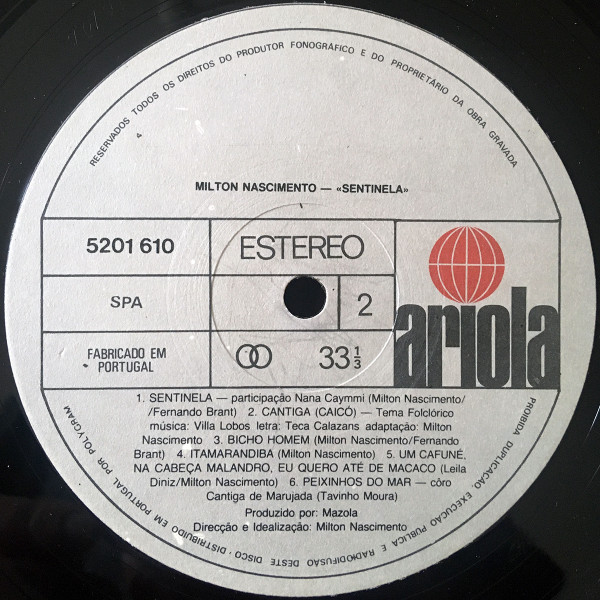 RESERVADOS TODOS OS DIREITOS DO PRODUTOR FONOGRÁFICO E DO PROPRIETÁRIO DA OBRA GRAVADA
MILTON NASCIMENTO — «SENTINELA»
5201 610
ESTEREO
SPA
2
ariola
FABRICADO EM
PORTUGAL
33 1/3
1. SENTINELA — participação Nana Caymmi (Milton Nascimento/
/Fernando Brant) 2. CANTIGA (CAICÓ) — Tema Folclórico
música: Villa Lobos letra: Teca Calazans adaptação: Milton
Nascimento 3. BICHO HOMEM (Milton Nascimento/Fernando
Brant) 4. ITAMARANDIBA (Milton Nascimento) 5. UM CAFUNÉ,
NA CABEÇA MALANDRO, EU QUERO ATÉ DE MACACO (Leila
Diniz/Milton Nascimento) 6. PEIXINHOS DO MAR — côro
Cantiga de Marujada (Tavinho Moura)
Produzido por: Mazola
Direcção e Idealização: Milton Nascimento
PROIBIDA DUPLICAÇÃO, EXECUÇÃO PÚBLICA E RADIODIFUSÃO DESTE DISCO · DISTRIBUIDO EM PORTUGAL POR POLYGRAM